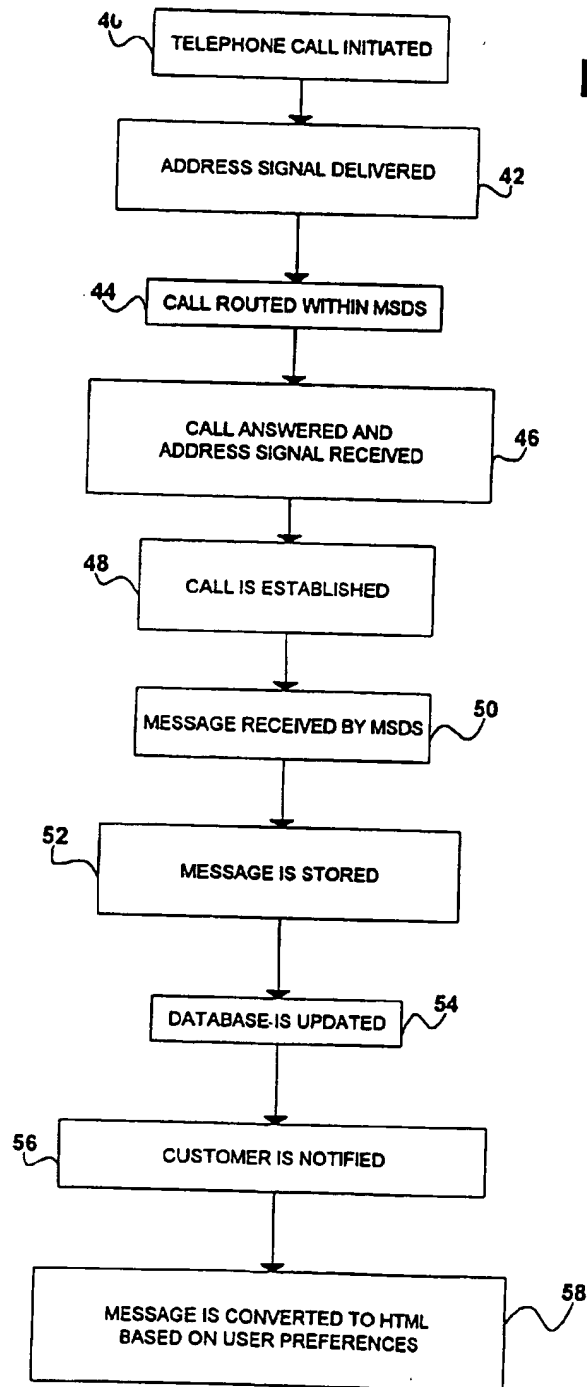 40
TELEPHONE CALL INITIATED
ADDRESS SIGNAL DELIVERED
42
44
CALL ROUTED WITHIN MSDS
CALL ANSWERED AND
ADDRESS SIGNAL RECEIVED
46
48
CALL IS ESTABLISHED
MESSAGE RECEIVED BY MSDS
50
52
MESSAGE IS STORED
DATABASE IS UPDATED
54
56
CUSTOMER IS NOTIFIED
MESSAGE IS CONVERTED TO HTML
BASED ON USER PREFERENCES
58